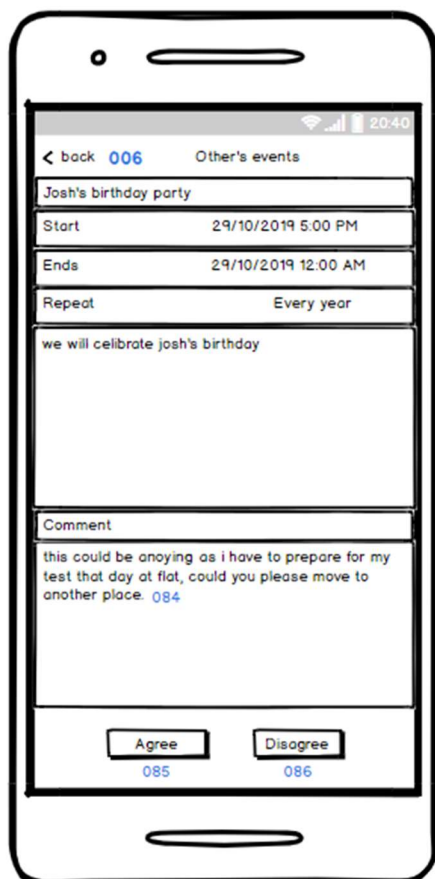 20:40
< back 006 Other's events
Josh's birthday party
Start 29/10/2019 5:00 PM
Ends 29/10/2019 12:00 AM
Repeat Every year
we will celibrate josh's birthday
Comment
this could be anoying as i have to prepare for my
test that day at flat, could you please move to
another place. 084
Agree Disagree
085 086